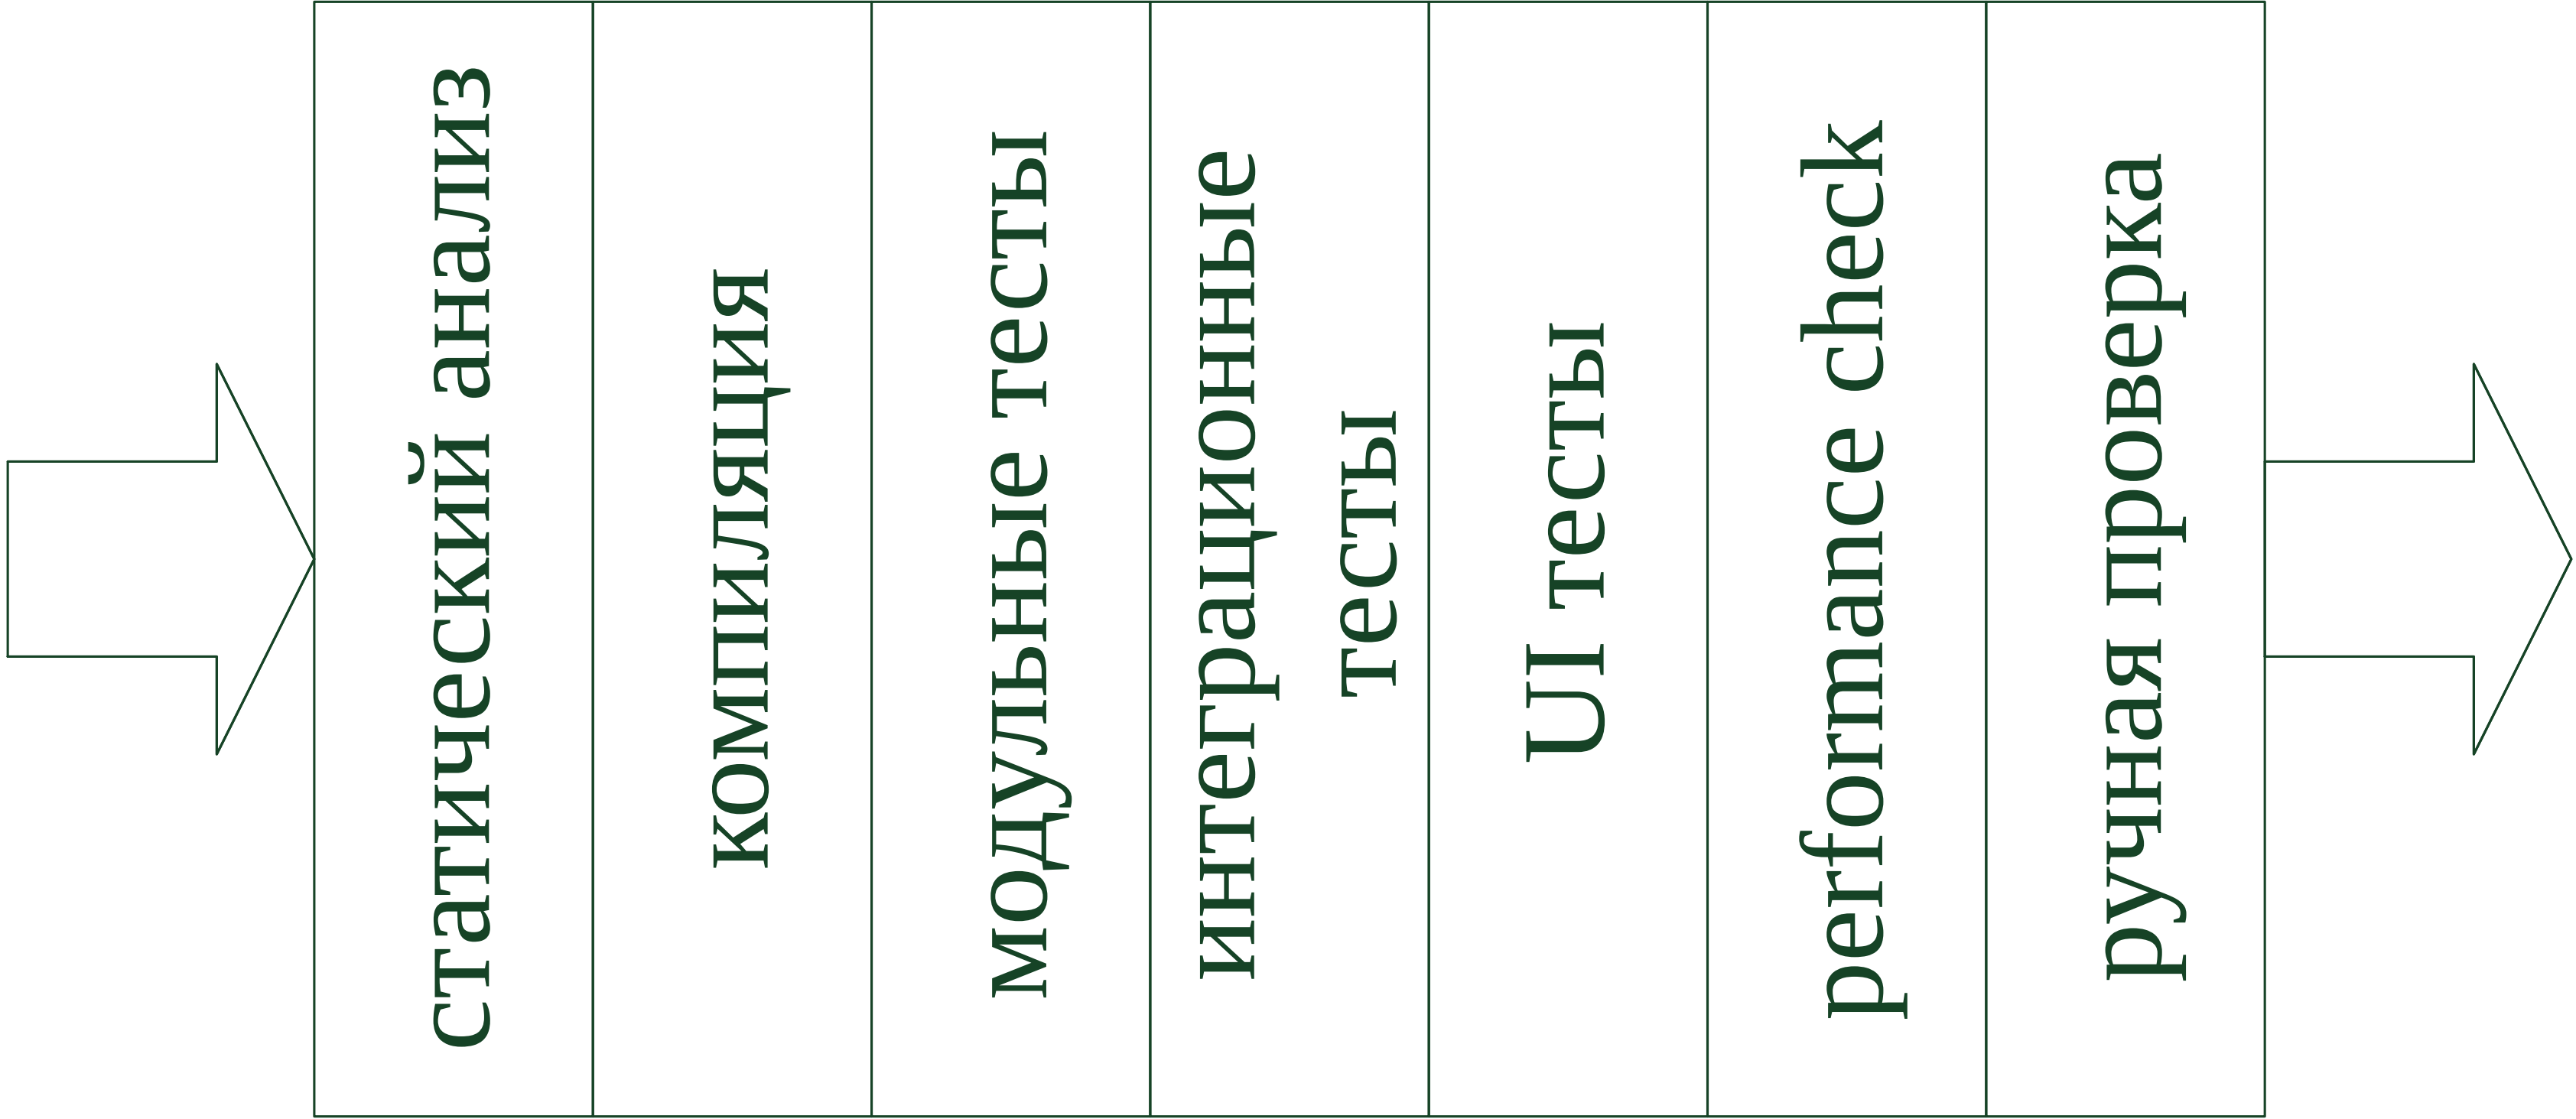 статический анализ
компиляция
модульные тесты
интеграционные
тесты
UI тесты
performance check
ручная проверка